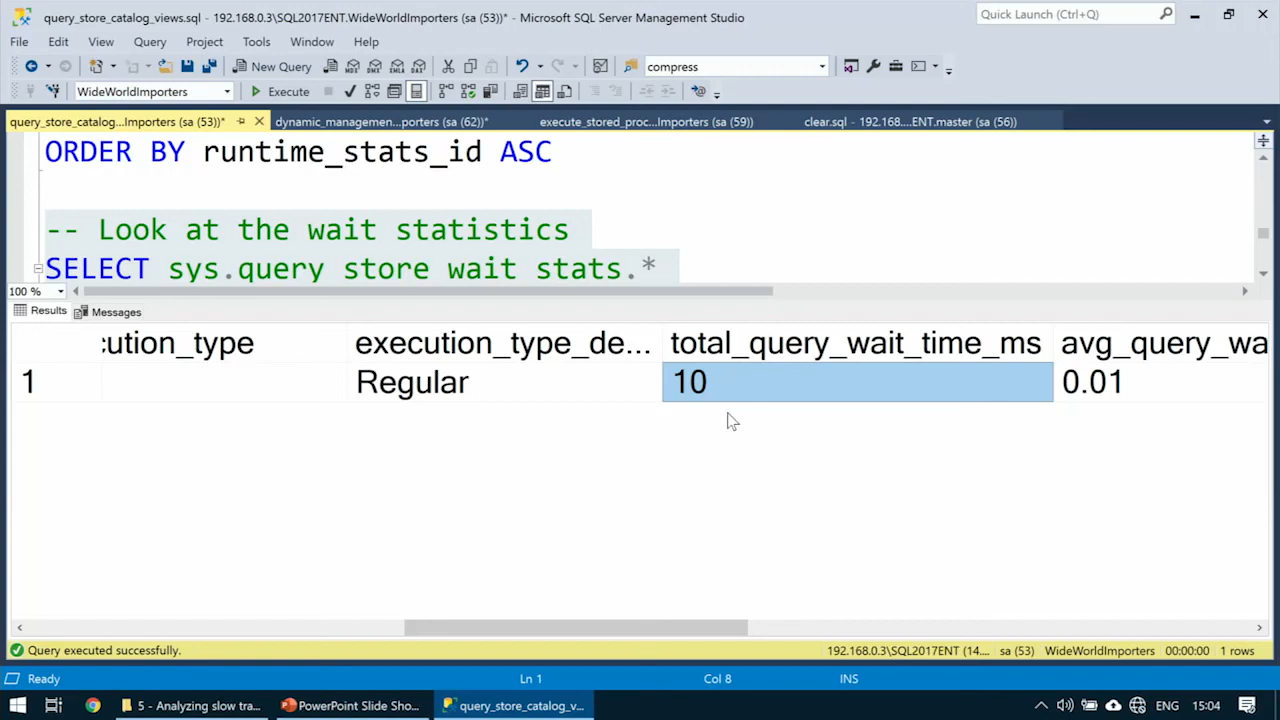 query_store_catalog_views.sql - 192.168.0.3\SQL2017ENT.WideWorldImporters (sa (53))* - Microsoft SQL Server Management Studio
Quick Launch (Ctrl+Q)
File Edit View Query Project Tools Window Help
New Query
MDX DMX XMLA DAX
compress
WideWorldImporters
Execute
query_store_catalog...Importers (sa (53))*
dynamic_managemen...porters (sa (62))*
execute_stored_proc...Importers (sa (59))
clear.sql - 192.168....ENT.master (sa (56))
ORDER BY runtime_stats_id ASC
-- Look at the wait statistics
SELECT sys.query_store_wait_stats.*
100 %
Results Messages
cution_type execution_type_de... total_query_wait_time_ms avg_query_wa
1 Regular 10 0.01
Query executed successfully.
192.168.0.3\SQL2017ENT (14.... sa (53) WideWorldImporters 00:00:00 1 rows
Ready Ln 1 Col 8 INS
5 - Analyzing slow tra... PowerPoint Slide Sho... query_store_catalog_v... ENG 15:04